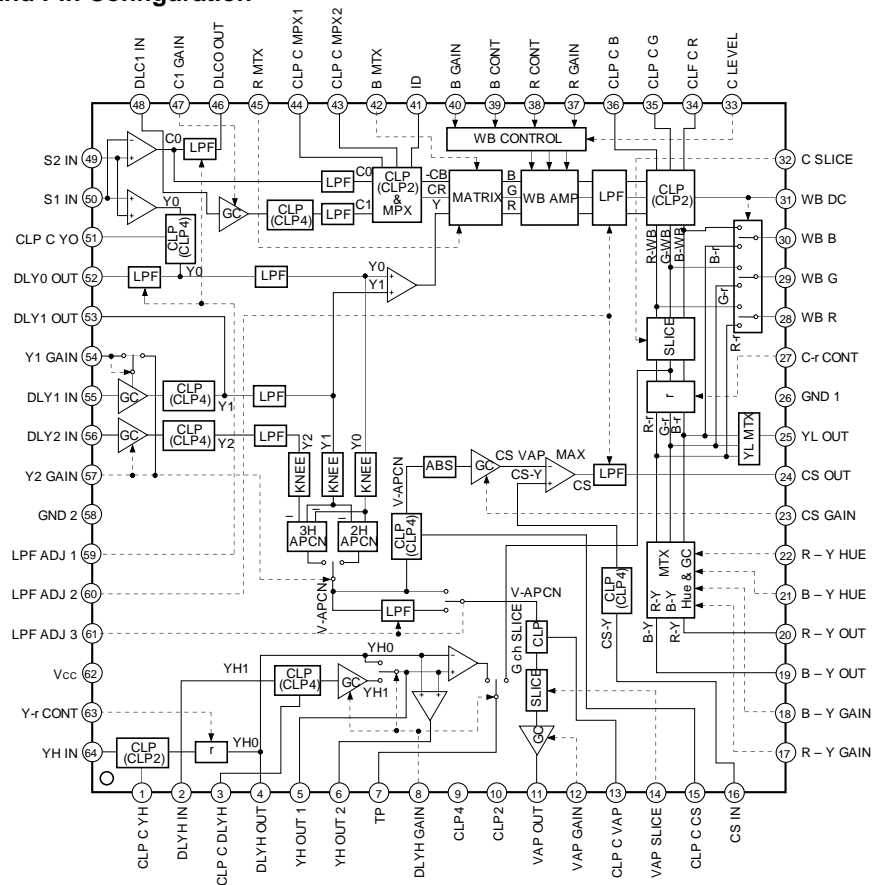 and Pin Configuration
DLC1 IN
C1 GAIN
DLCO OUT
R MTX
CLP C MPX1
CLP C MPX2
B MTX
ID
B GAIN
B CONT
R CONT
R GAIN
CLP C B
CLP C G
CLF C R
C LEVEL
48 47 46 45 44 43 42 41 40 39 38 37 36 35 34 33
S2 IN 49
S1 IN 50
CLP C YO 51
DLY0 OUT 52
DLY1 OUT 53
Y1 GAIN 54
DLY1 IN 55
DLY2 IN 56
Y2 GAIN 57
GND 2 58
LPF ADJ 1 59
LPF ADJ 2 60
LPF ADJ 3 61
Vcc 62
Y-r CONT 63
YH IN 64
C0
LPF
Y0
CLP (CLP4)
LPF
Y0
LPF
GC
CLP (CLP4)
LPF
C0
LPF
C1
CLP (CLP2) & MPX
-CB
CR
Y
MATRIX
B
G
R
WB CONTROL
WB AMP
LPF
CLP (CLP2)
R-WB
G-WB
B-WB
B-r
G-r
R-r
SLICE
r
R-r
G-r
B-r
YL MTX
Y0
Y1
+
+
GC
CLP (CLP4)
Y1
LPF
GC
CLP (CLP4)
Y2
LPF
Y2
Y1
Y0
KNEE
KNEE
KNEE
3H APCN
2H APCN
V-APCN
LPF
V-APCN
CLP (CLP4)
ABS
GC
CS VAP
CS-Y
MAX
CS
LPF
CLP (CLP4)
CS-Y
MTX
Hue & GC
R-Y
B-Y
B-Y
R-Y
V-APCN
G ch SLICE
CLP
SLICE
GC
YH0
YH1
CLP (CLP4)
GC
YH1
CLP (CLP2)
r
YH0
32 C SLICE
31 WB DC
30 WB B
29 WB G
28 WB R
27 C-r CONT
26 GND 1
25 YL OUT
24 CS OUT
23 CS GAIN
22 R – Y HUE
21 B – Y HUE
20 R – Y OUT
19 B – Y OUT
18 B – Y GAIN
17 R – Y GAIN
1 2 3 4 5 6 7 8 9 10 11 12 13 14 15 16
CLP C YH
DLYH IN
CLP C DLYH
DLYH OUT
YH OUT 1
YH OUT 2
TP
DLYH GAIN
CLP4
CLP2
VAP OUT
VAP GAIN
CLP C VAP
VAP SLICE
CLP C CS
CS IN